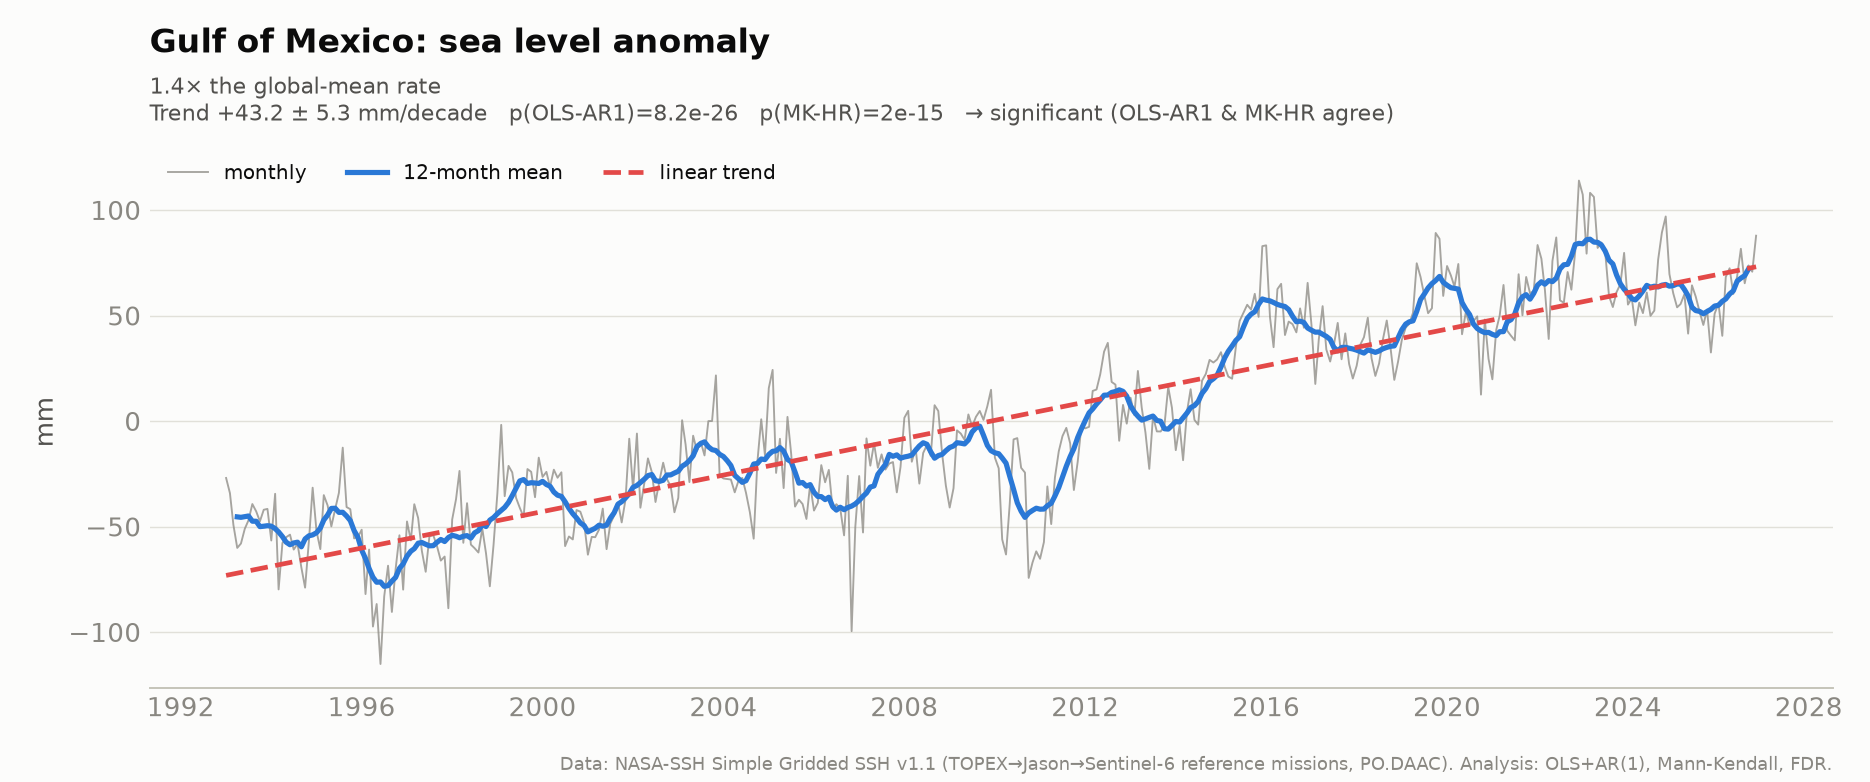 Gulf of Mexico: sea level anomaly
1.4× the global-mean rate
Trend +43.2 ± 5.3 mm/decade p(OLS-AR1)=8.2e-26 p(MK-HR)=2e-15 → significant (OLS-AR1 & MK-HR agree)
monthly 12-month mean linear trend
100
50
0
−50
−100
mm
1992 1996 2000 2004 2008 2012 2016 2020 2024 2028
Data: NASA-SSH Simple Gridded SSH v1.1 (TOPEX→Jason→Sentinel-6 reference missions, PO.DAAC). Analysis: OLS+AR(1), Mann-Kendall, FDR.